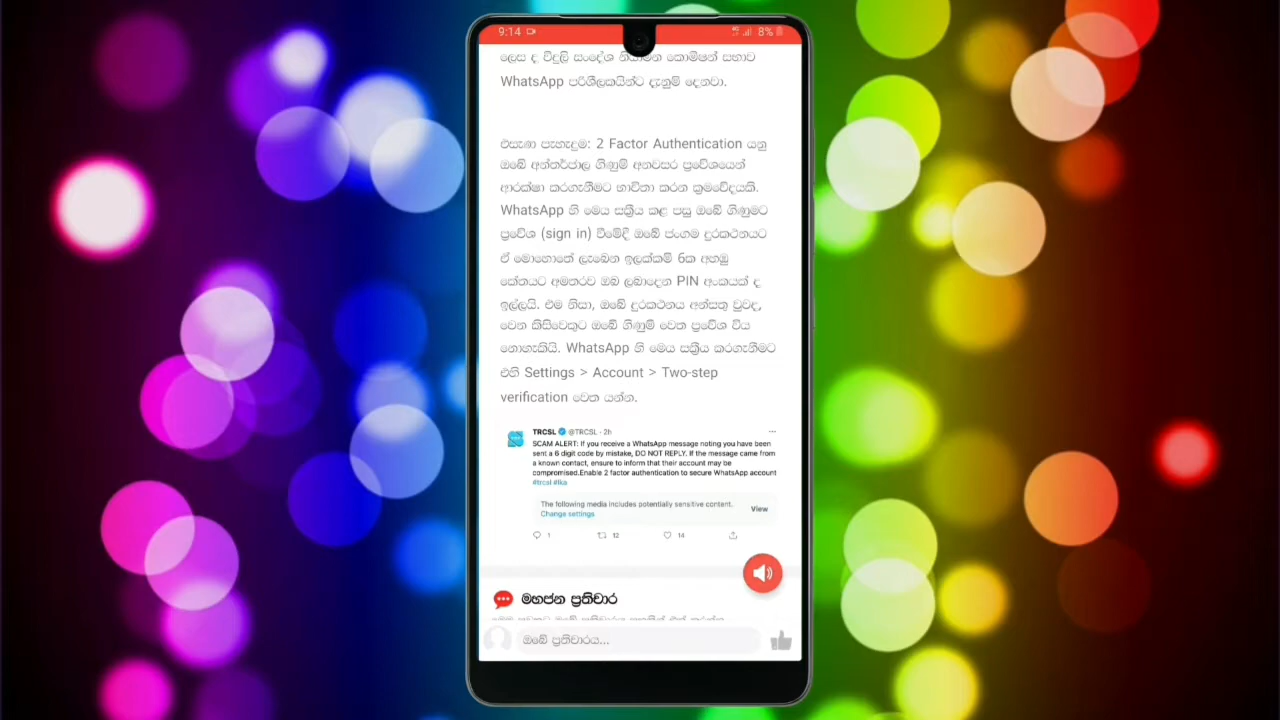 9:14
8%
ලෙස ද විදුලි සංදේශ නියාමන කොමිෂන් සභාව
WhatsApp පරිශීලකයින්ට දැනුම් දෙනවා.
එසැණ පැහැදුම: 2 Factor Authentication යනු
ඔබේ අන්තර්ජාල ගිණුම් අනවසර ප්‍රවේශයෙන්
ආරක්ෂා කරගැනීමට භාවිතා කරන ක්‍රමවේදයකි.
WhatsApp හි මෙය සක්‍රීය කළ පසු ඔබේ ගිණුමට
ප්‍රවේශ (sign in) වීමේදී ඔබේ ජංගම දුරකථනයට
ඒ මොහොතේ ලැබෙන ඉලක්කම් 6ක අහඹු
කේතයට අමතරව ඔබ ලබාදෙන PIN අංකයක් ද
ඉල්ලයි. එම නිසා, ඔබේ දුරකථනය අන්සතු වුවද,
වෙන කිසිවෙකුට ඔබේ ගිණුම වෙත ප්‍රවේශ විය
නොහැකියි. WhatsApp හි මෙය සක්‍රීය කරගැනීමට
එහි Settings > Account > Two-step
verification වෙත යන්න.
TRCSL @TRCSL · 2h
SCAM ALERT: If you receive a WhatsApp message noting you have been
sent a 6 digit code by mistake, DO NOT REPLY. If the message came from
a known contact, ensure to inform that their account may be
compromised.Enable 2 factor authentication to secure WhatsApp account
#trcsl #lka
The following media includes potentially sensitive content.
Change settings
View
1 12 14
මහජන ප්‍රතිචාර
ඔබේ ප්‍රතිචාරය...